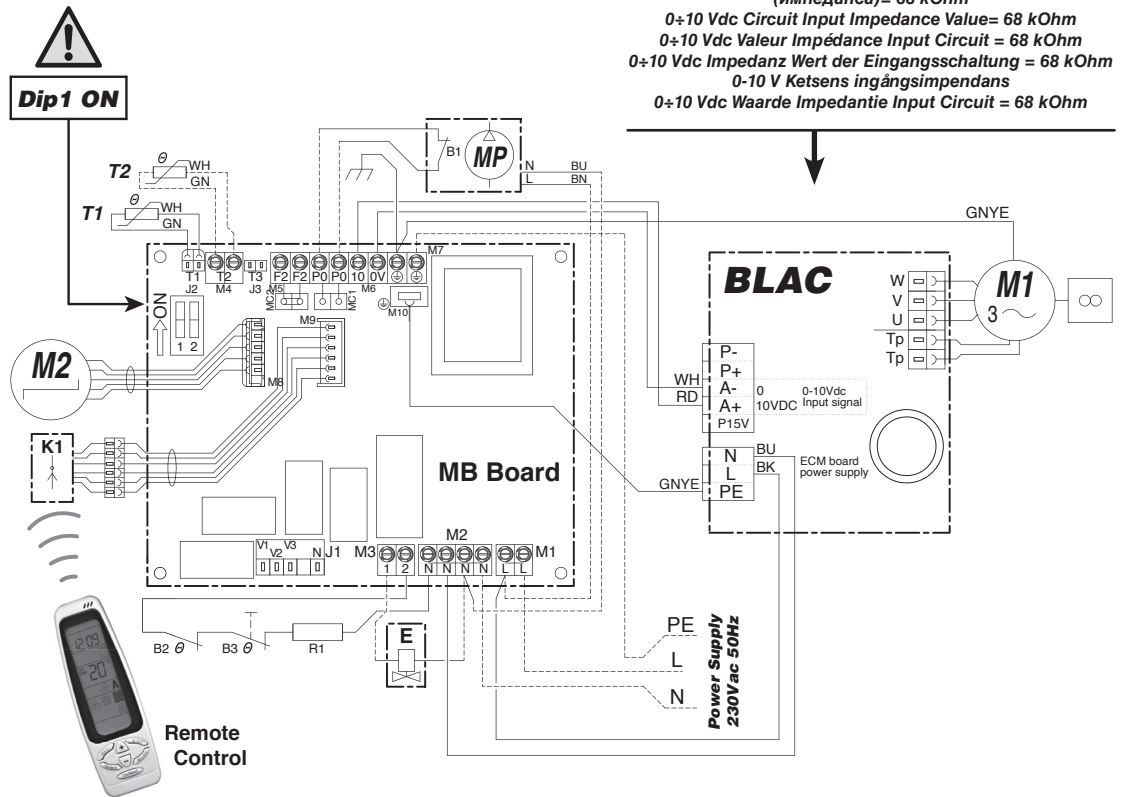 (импеданса)= 68 kOhm
0÷10 Vdc Circuit Input Impedance Value= 68 kOhm
0÷10 Vdc Valeur Impédance Input Circuit = 68 kOhm
0÷10 Vdc Impedanz Wert der Eingangsschaltung = 68 kOhm
0-10 V Ketsens ingångsimpendans
0÷10 Vdc Waarde Impedantie Input Circuit = 68 kOhm
Dip1 ON
T2
θ
WH
GN
T1
θ
WH
GN
B1
MP
N
L
BU
BN
GNYE
T1
J2
T2
M4
T3
J3
F2
F2
M5
P0
P0
10
0V
M6
M7
MC2
MC1
M10
ON
1 2
M9
M8
M2
K1
MB Board
BLAC
W
V
U
Tp
Tp
M1
3
P-
P+
A-
A+
P15V
WH
RD
0
10VDC
0-10Vdc
Input signal
N
L
PE
BU
BK
GNYE
ECM board
power supply
V1
V2
V3
N
J1
M3
1
2
M2
N
N
N
N
M1
L
L
B2 θ
B3 θ
R1
E
PE
L
N
Power Supply
230Vac 50Hz
12:09
20
A
Remote
Control